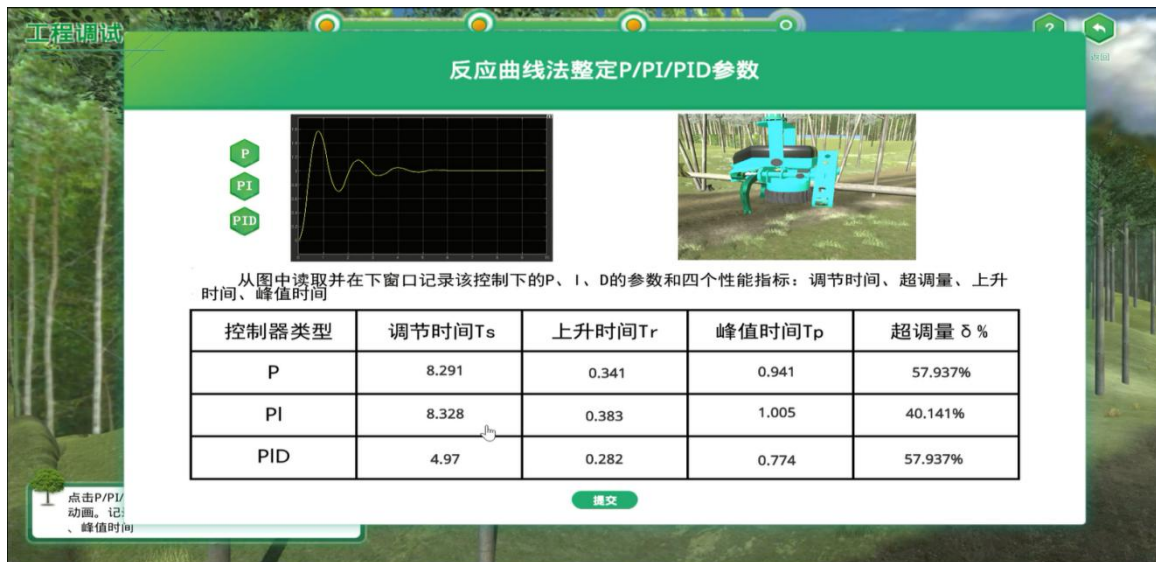 工程调试
?
返回
反应曲线法整定P/PI/PID参数
P
PI
PID
从图中读取并在下窗口记录该控制下的P、I、D的参数和四个性能指标：调节时间、超调量、上升
时间、峰值时间
控制器类型 调节时间Ts 上升时间Tr 峰值时间Tp 超调量δ%
P 8.291 0.341 0.941 57.937%
PI 8.328 0.383 1.005 40.141%
PID 4.97 0.282 0.774 57.937%
提交
点击P/PI/
动画。记
、峰值时间